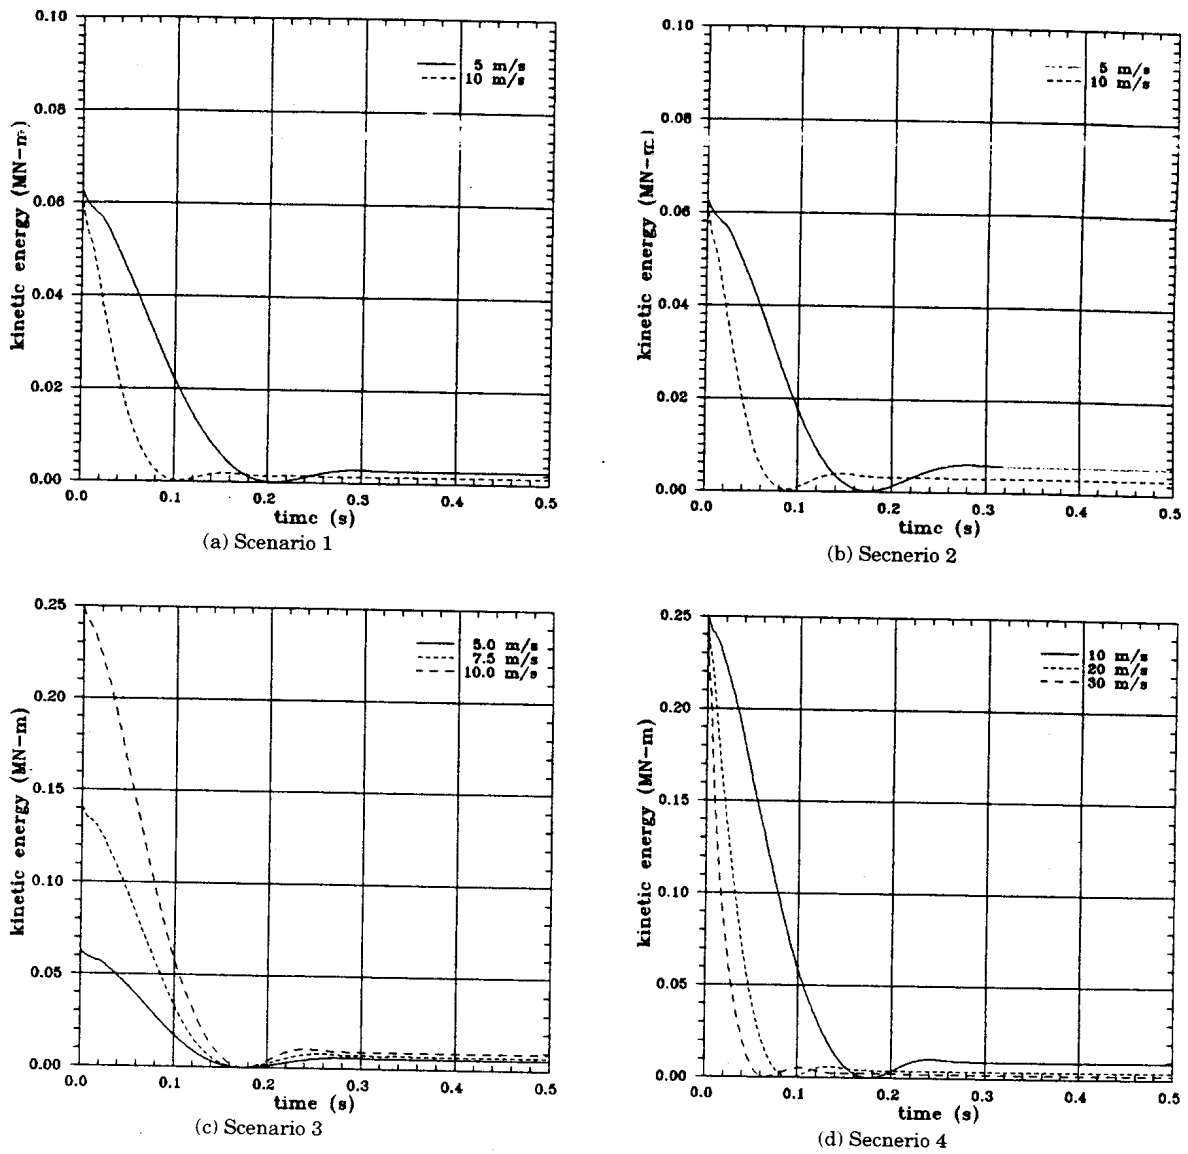 0.10
0.08
0.06
0.04
0.02
0.00
kinetic energy (MN-m)
5 m/s
10 m/s
0.0 0.1 0.2 0.3 0.4 0.5
timc (s)
(a) Scenario 1
0.10
0.08
0.06
0.04
0.02
0.00
kinetic energy (MN-m)
5 m/s
10 m/s
0.0 0.1 0.2 0.3 0.4 0.5
timc (s)
(b) Secnerio 2
0.25
0.20
0.15
0.10
0.05
0.00
kinetic energy (MN-m)
5.0 m/s
7.5 m/s
10.0 m/s
0.0 0.1 0.2 0.3 0.4 0.5
time (s)
(c) Scenario 3
0.25
0.20
0.15
0.10
0.05
0.00
kinetic energy (MN-m)
10 m/s
20 m/s
30 m/s
0.0 0.1 0.2 0.3 0.4 0.5
time (s)
(d) Secnerio 4